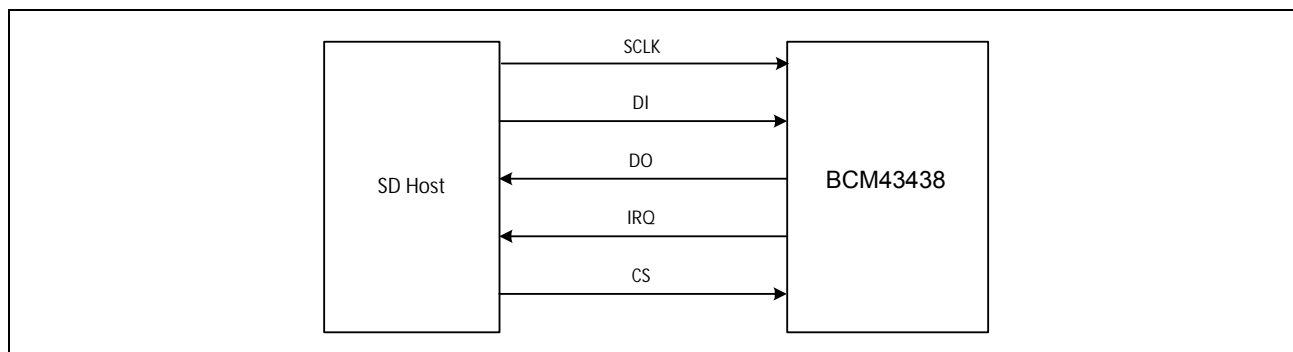 SCLK
DI
DO
SD Host
BCM43438
IRQ
CS